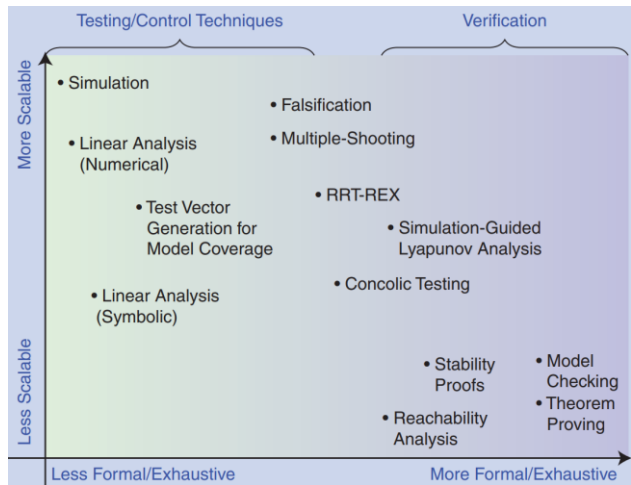 Testing/Control Techniques
Verification
More Scalable
Less Scalable
• Simulation
• Falsification
• Linear Analysis
(Numerical)
• Multiple-Shooting
• Test Vector
Generation for
Model Coverage
• RRT-REX
• Simulation-Guided
Lyapunov Analysis
• Linear Analysis
(Symbolic)
• Concolic Testing
• Stability
Proofs
• Model
Checking
• Reachability
Analysis
• Theorem
Proving
Less Formal/Exhaustive
More Formal/Exhaustive